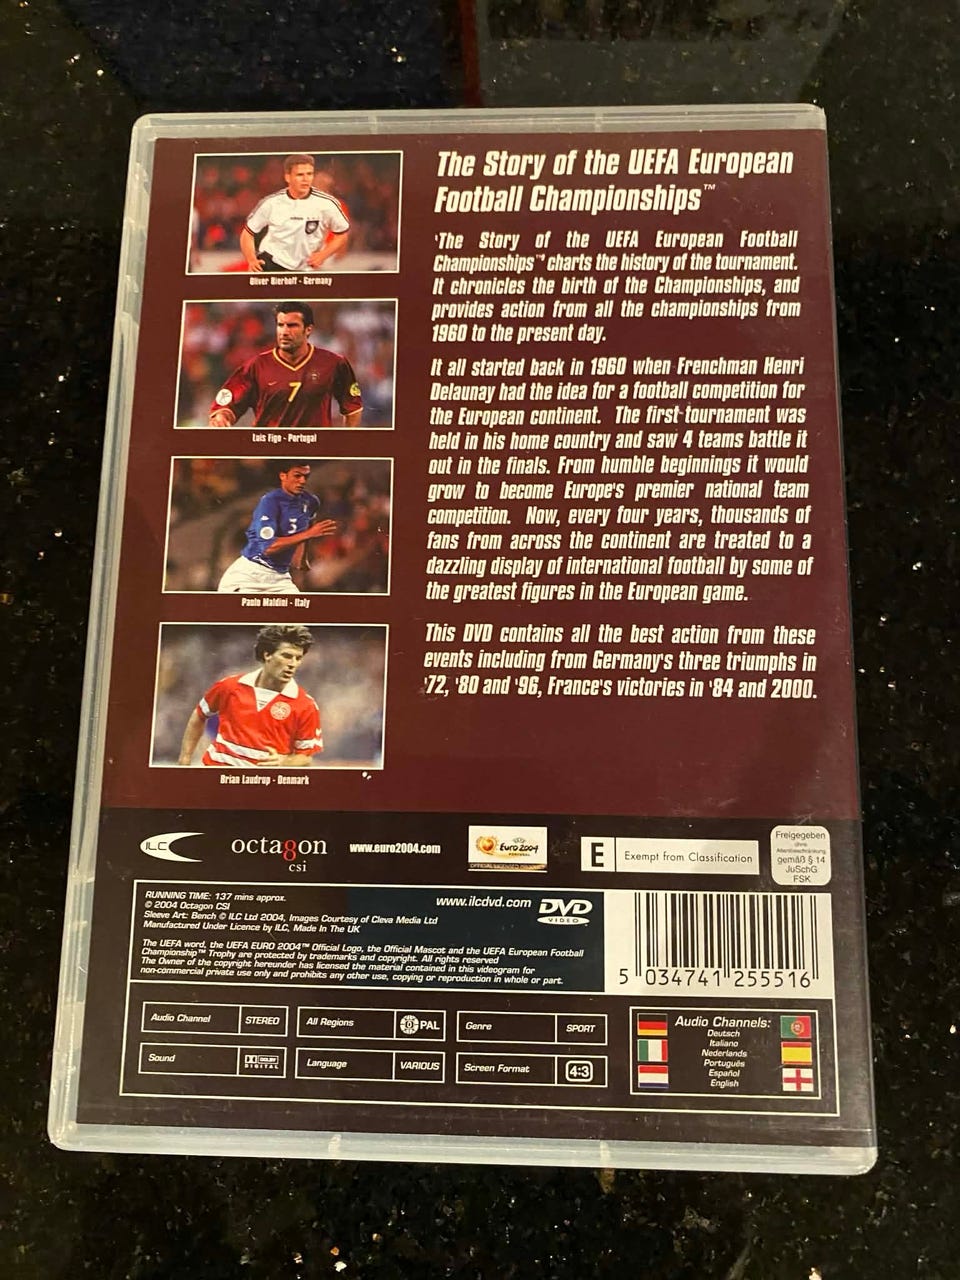 The Story of the UEFA European
Football Championships™
'The Story of the UEFA European Football
Championships™' charts the history of the tournament.
It chronicles the birth of the Championships, and
provides action from all the championships from
1960 to the present day.
It all started back in 1960 when Frenchman Henri
Delaunay had the idea for a football competition for
the European continent. The first tournament was
held in his home country and saw 4 teams battle it
out in the finals. From humble beginnings it would
grow to become Europe's premier national team
competition. Now, every four years, thousands of
fans from across the continent are treated to a
dazzling display of international football by some of
the greatest figures in the European game.
This DVD contains all the best action from these
events including from Germany's three triumphs in
'72, '80 and '96, France's victories in '84 and 2000.
Oliver Bierhoff - Germany
7
Luis Figo - Portugal
3
Paolo Maldini - Italy
Brian Laudrup - Denmark
ILC
octagon
csi
www.euro2004.com
UEFA
EURO 2004
PORTUGAL
E
Exempt from Classification
Freigegeben
ohne
Altersbeschränkung
gemäß § 14
JuSchG
FSK
RUNNING TIME: 137 mins approx.
© 2004 Octagon CSI
Sleeve Art: Bench © ILC Ltd 2004, Images Courtesy of Cleva Media Ltd
Manufactured Under Licence by ILC, Made In The UK
www.ilcdvd.com
DVD
VIDEO
The UEFA word, the UEFA EURO 2004™ Official Logo, the Official Mascot and the UEFA European Football
Championship™ Trophy are protected by trademarks and copyright. All rights reserved
The Owner of the copyright hereunder has licensed the material contained in this videogram for
non-commercial private use only and prohibits any other use, copying or reproduction in whole or part.
5 034741 255516
Audio Channel STEREO
All Regions 0 PAL
Genre SPORT
Sound DOLBY DIGITAL
Language VARIOUS
Screen Format 4:3
Audio Channels:
Deutsch
Italiano
Nederlands
Português
Español
English